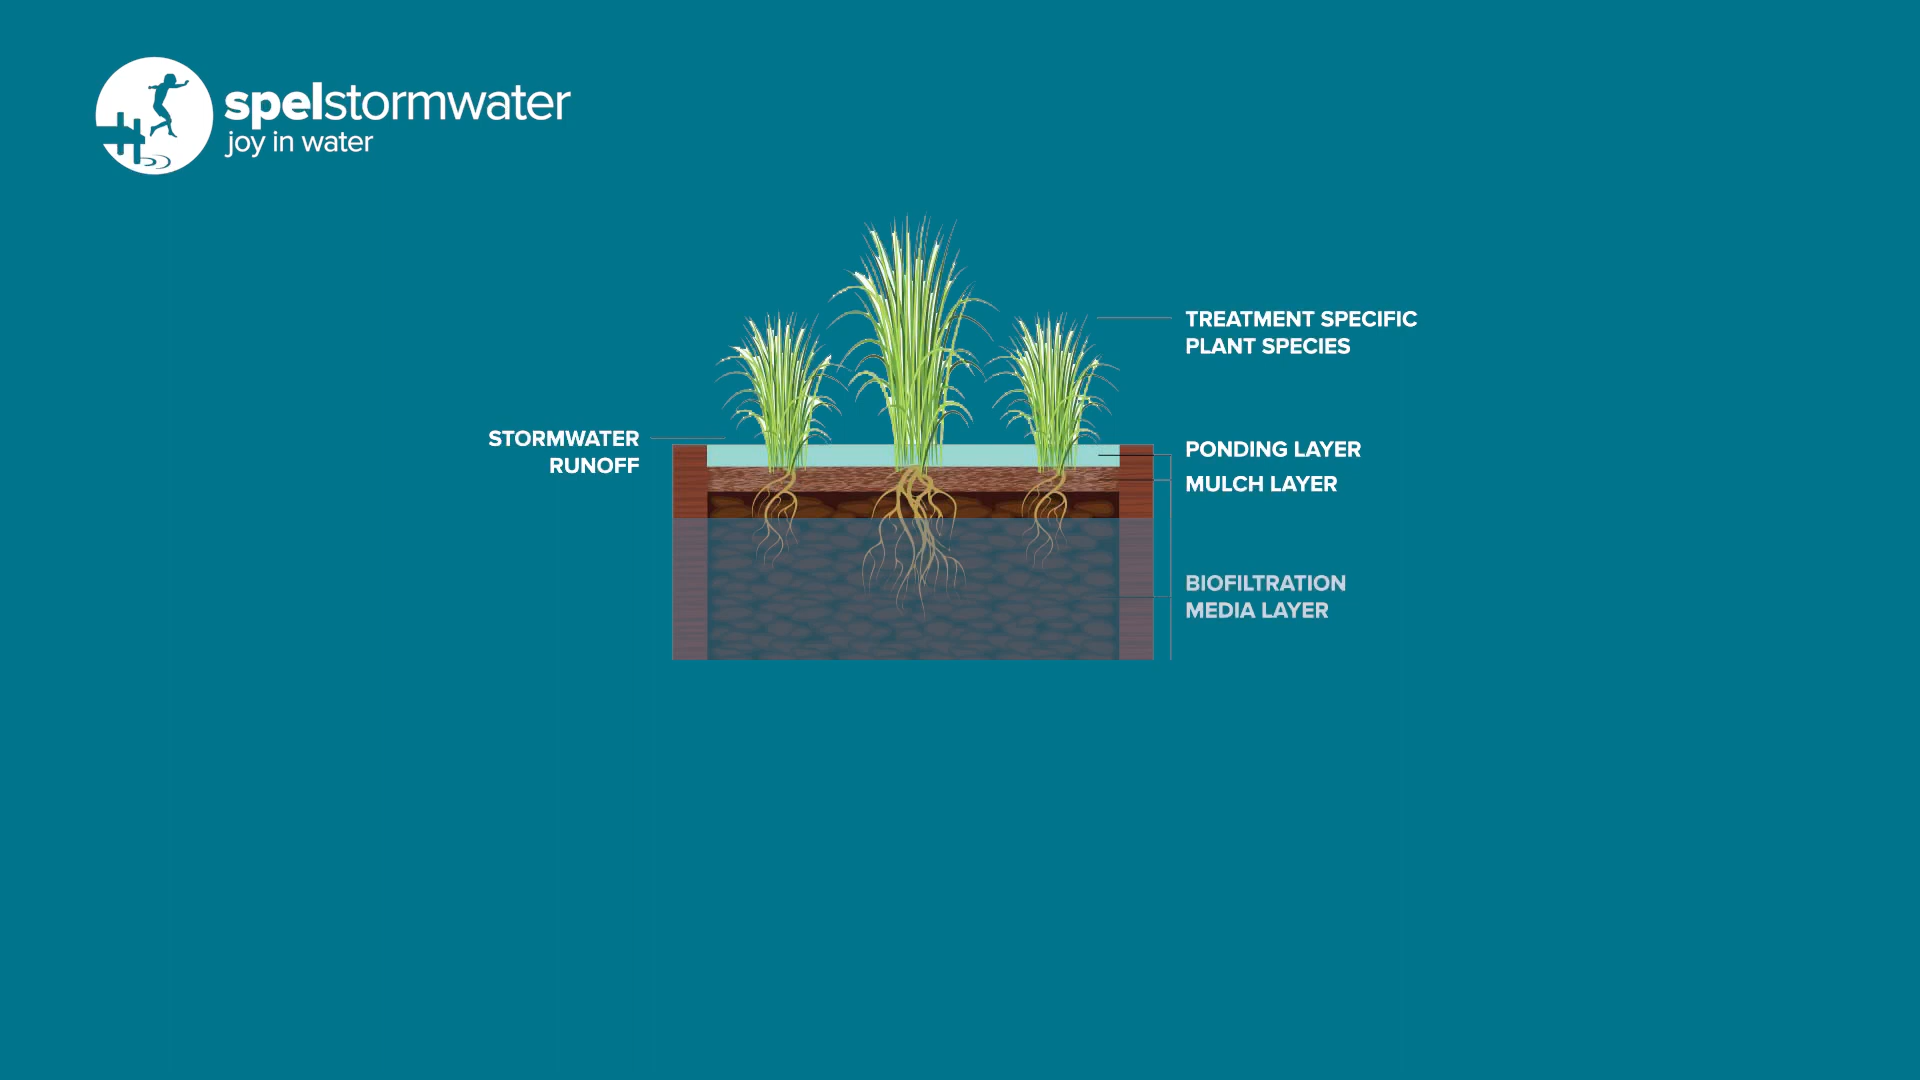 spelstormwater
joy in water
TREATMENT SPECIFIC
PLANT SPECIES
STORMWATER
RUNOFF
PONDING LAYER
MULCH LAYER
BIOFILTRATION
MEDIA LAYER